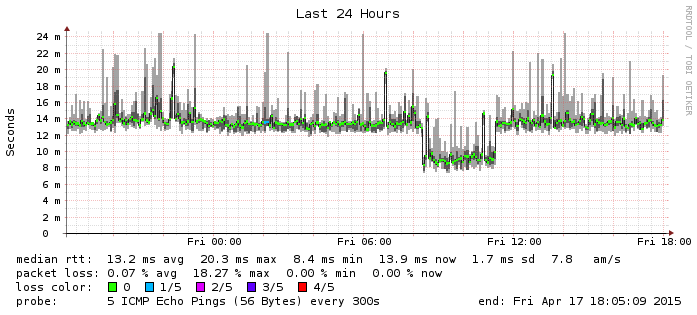 Last 24 Hours
RRDTOOL / TOBI OETIKER
Seconds
24 m
22 m
20 m
18 m
16 m
14 m
12 m
10 m
8 m
6 m
4 m
2 m
0
Fri 00:00 Fri 06:00 Fri 12:00 Fri 18:00
median rtt: 13.2 ms avg 20.3 ms max 8.4 ms min 13.9 ms now 1.7 ms sd 7.8 am/s
packet loss: 0.07 % avg 18.27 % max 0.00 % min 0.00 % now
loss color: 0 1/5 2/5 3/5 4/5
probe: 5 ICMP Echo Pings (56 Bytes) every 300s end: Fri Apr 17 18:05:09 2015